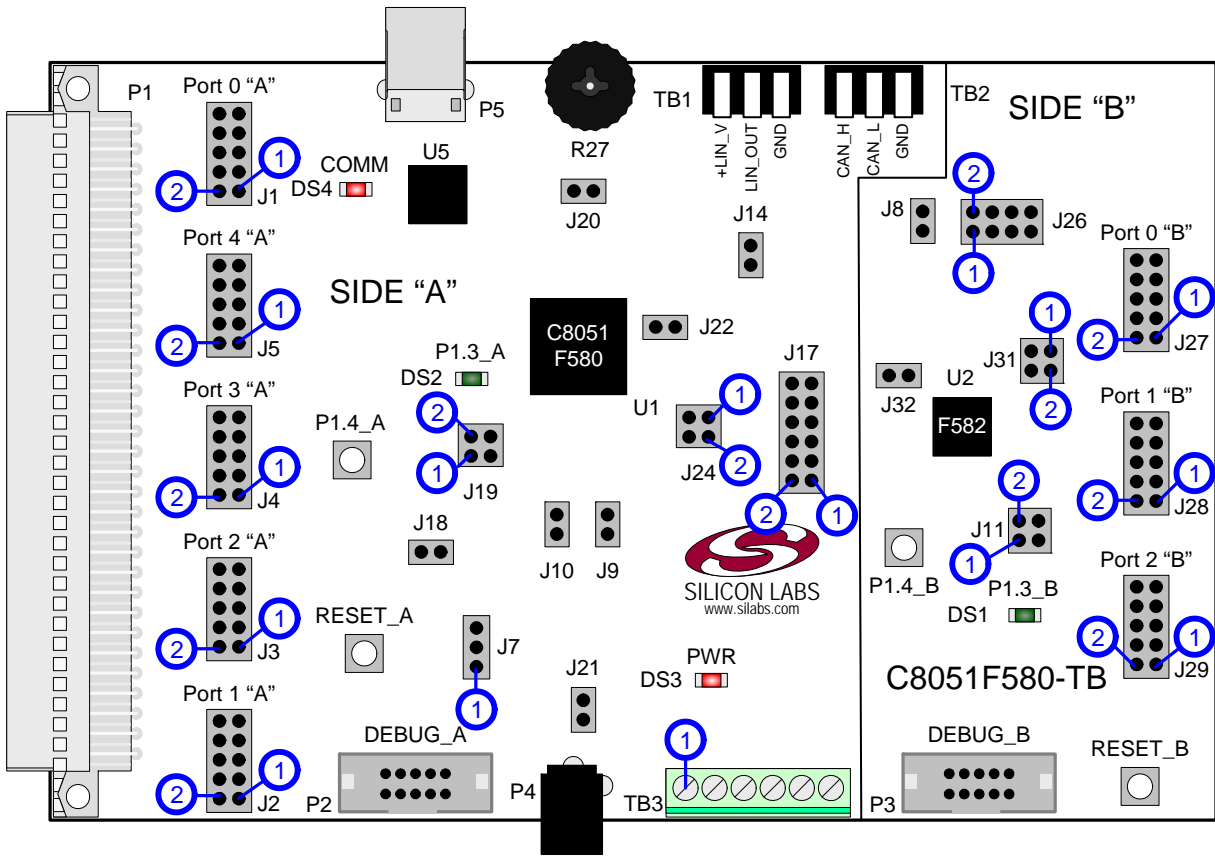 P1
Port 0 “A”
1
2
J1
COMM
DS4
P5
U5
R27
J20
TB1
+LIN_V
LIN_OUT
GND
CAN_H
CAN_L
GND
TB2
SIDE “B”
J14
J8
2
1
J26
Port 0 “B”
1
2
J27
Port 4 “A”
1
2
J5
SIDE “A”
C8051
F580
J22
U1
P1.3_A
DS2
2
1
J19
1
2
J24
J17
2
1
J31
1
2
J32
U2
F582
Port 1 “B”
1
2
J28
Port 3 “A”
1
2
J4
P1.4_A
J18
J10
J9
SILICON LABS
www.silabs.com
P1.4_B
2
J11
1
P1.3_B
DS1
Port 2 “B”
2
1
J29
Port 2 “A”
1
2
J3
RESET_A
J7
1
J21
PWR
DS3
C8051F580-TB
Port 1 “A”
1
2
J2
DEBUG_A
P2
P4
1
TB3
DEBUG_B
P3
RESET_B